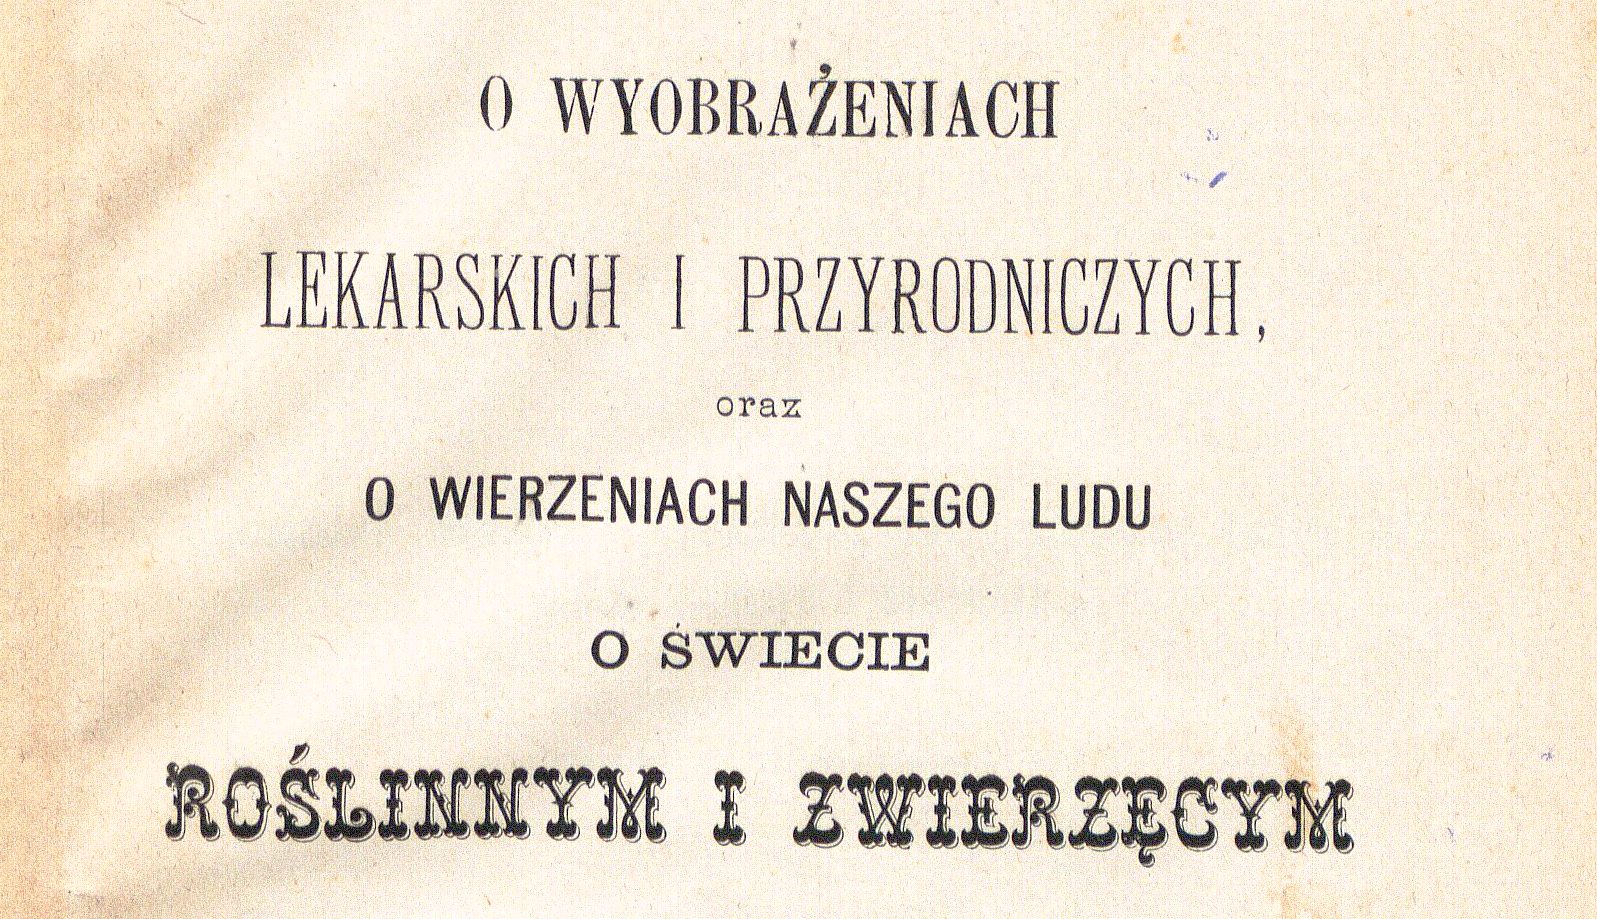 O WYOBRAŻENIACH
LEKARSKICH I PRZYRODNICZYCH,
oraz
O WIERZENIACH NASZEGO LUDU
O ŚWIECIE
ROŚLINNYM I ZWIERZĘCYM